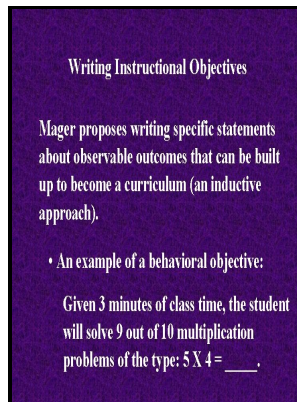 Writing Instructional Objectives
Mager proposes writing specific statements
about observable outcomes that can be built
up to become a curriculum (an inductive
approach).
• An example of a behavioral objective:
Given 3 minutes of class time, the student
will solve 9 out of 10 multiplication
problems of the type: 5 X 4 = ____.